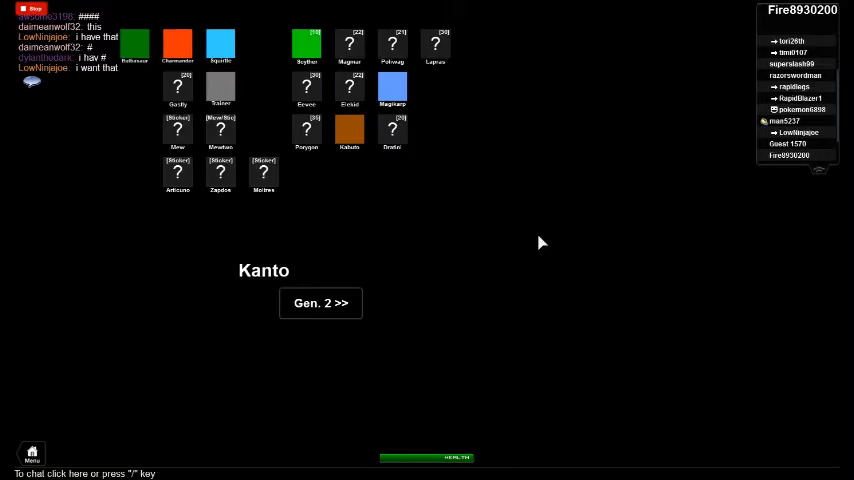 Stop
Fire8930200
awsome3198: ####
daimeanwolf32: this
LowNinjajoe: i have that
daimeanwolf32: #
dylanthedark: i hav #
LowNinjajoe: i want that
Bulbasaur
Charmander
Squirtle
[10]
Scyther
[22]
?
Magmar
[21]
?
Poliwag
[30]
?
Lapras
[20]
?
Gastly
Trainer
[30]
?
Eevee
[22]
?
Elekid
Magikarp
[Sticker]
?
Mew
[Mew/Stic]
?
Mewtwo
[35]
?
Porygon
Kabuto
[20]
?
Dratini
[Sticker]
?
Articuno
[Sticker]
?
Zapdos
[Sticker]
?
Moltres
tori26th
timi0107
superslash99
razorswordman
rapidlegs
RapidBlazer1
pokemon6898
man5237
LowNinjajoe
Guest 1570
Fire8930200
Kanto
Gen. 2 >>
Menu
HEALTH
To chat click here or press "/" key